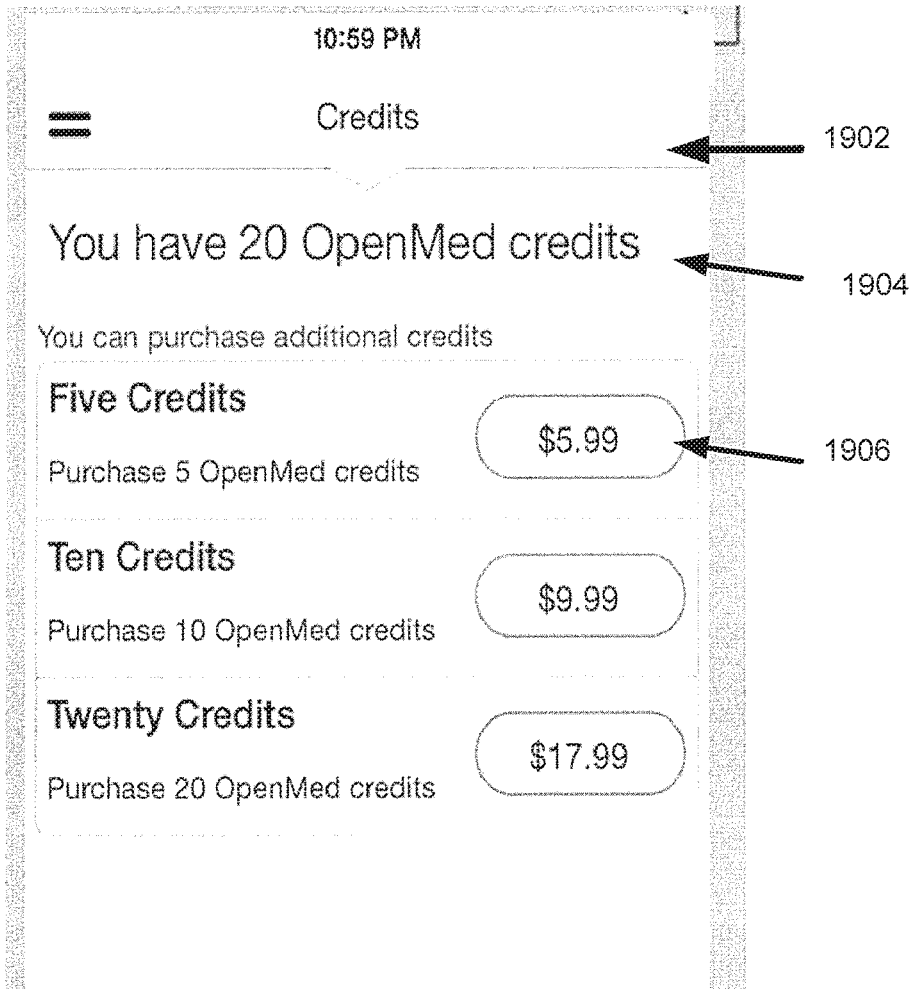 10:59 PM
Credits
1902
You have 20 OpenMed credits
1904
You can purchase additional credits
Five Credits
$5.99
1906
Purchase 5 OpenMed credits
Ten Credits
$9.99
Purchase 10 OpenMed credits
Twenty Credits
$17.99
Purchase 20 OpenMed credits